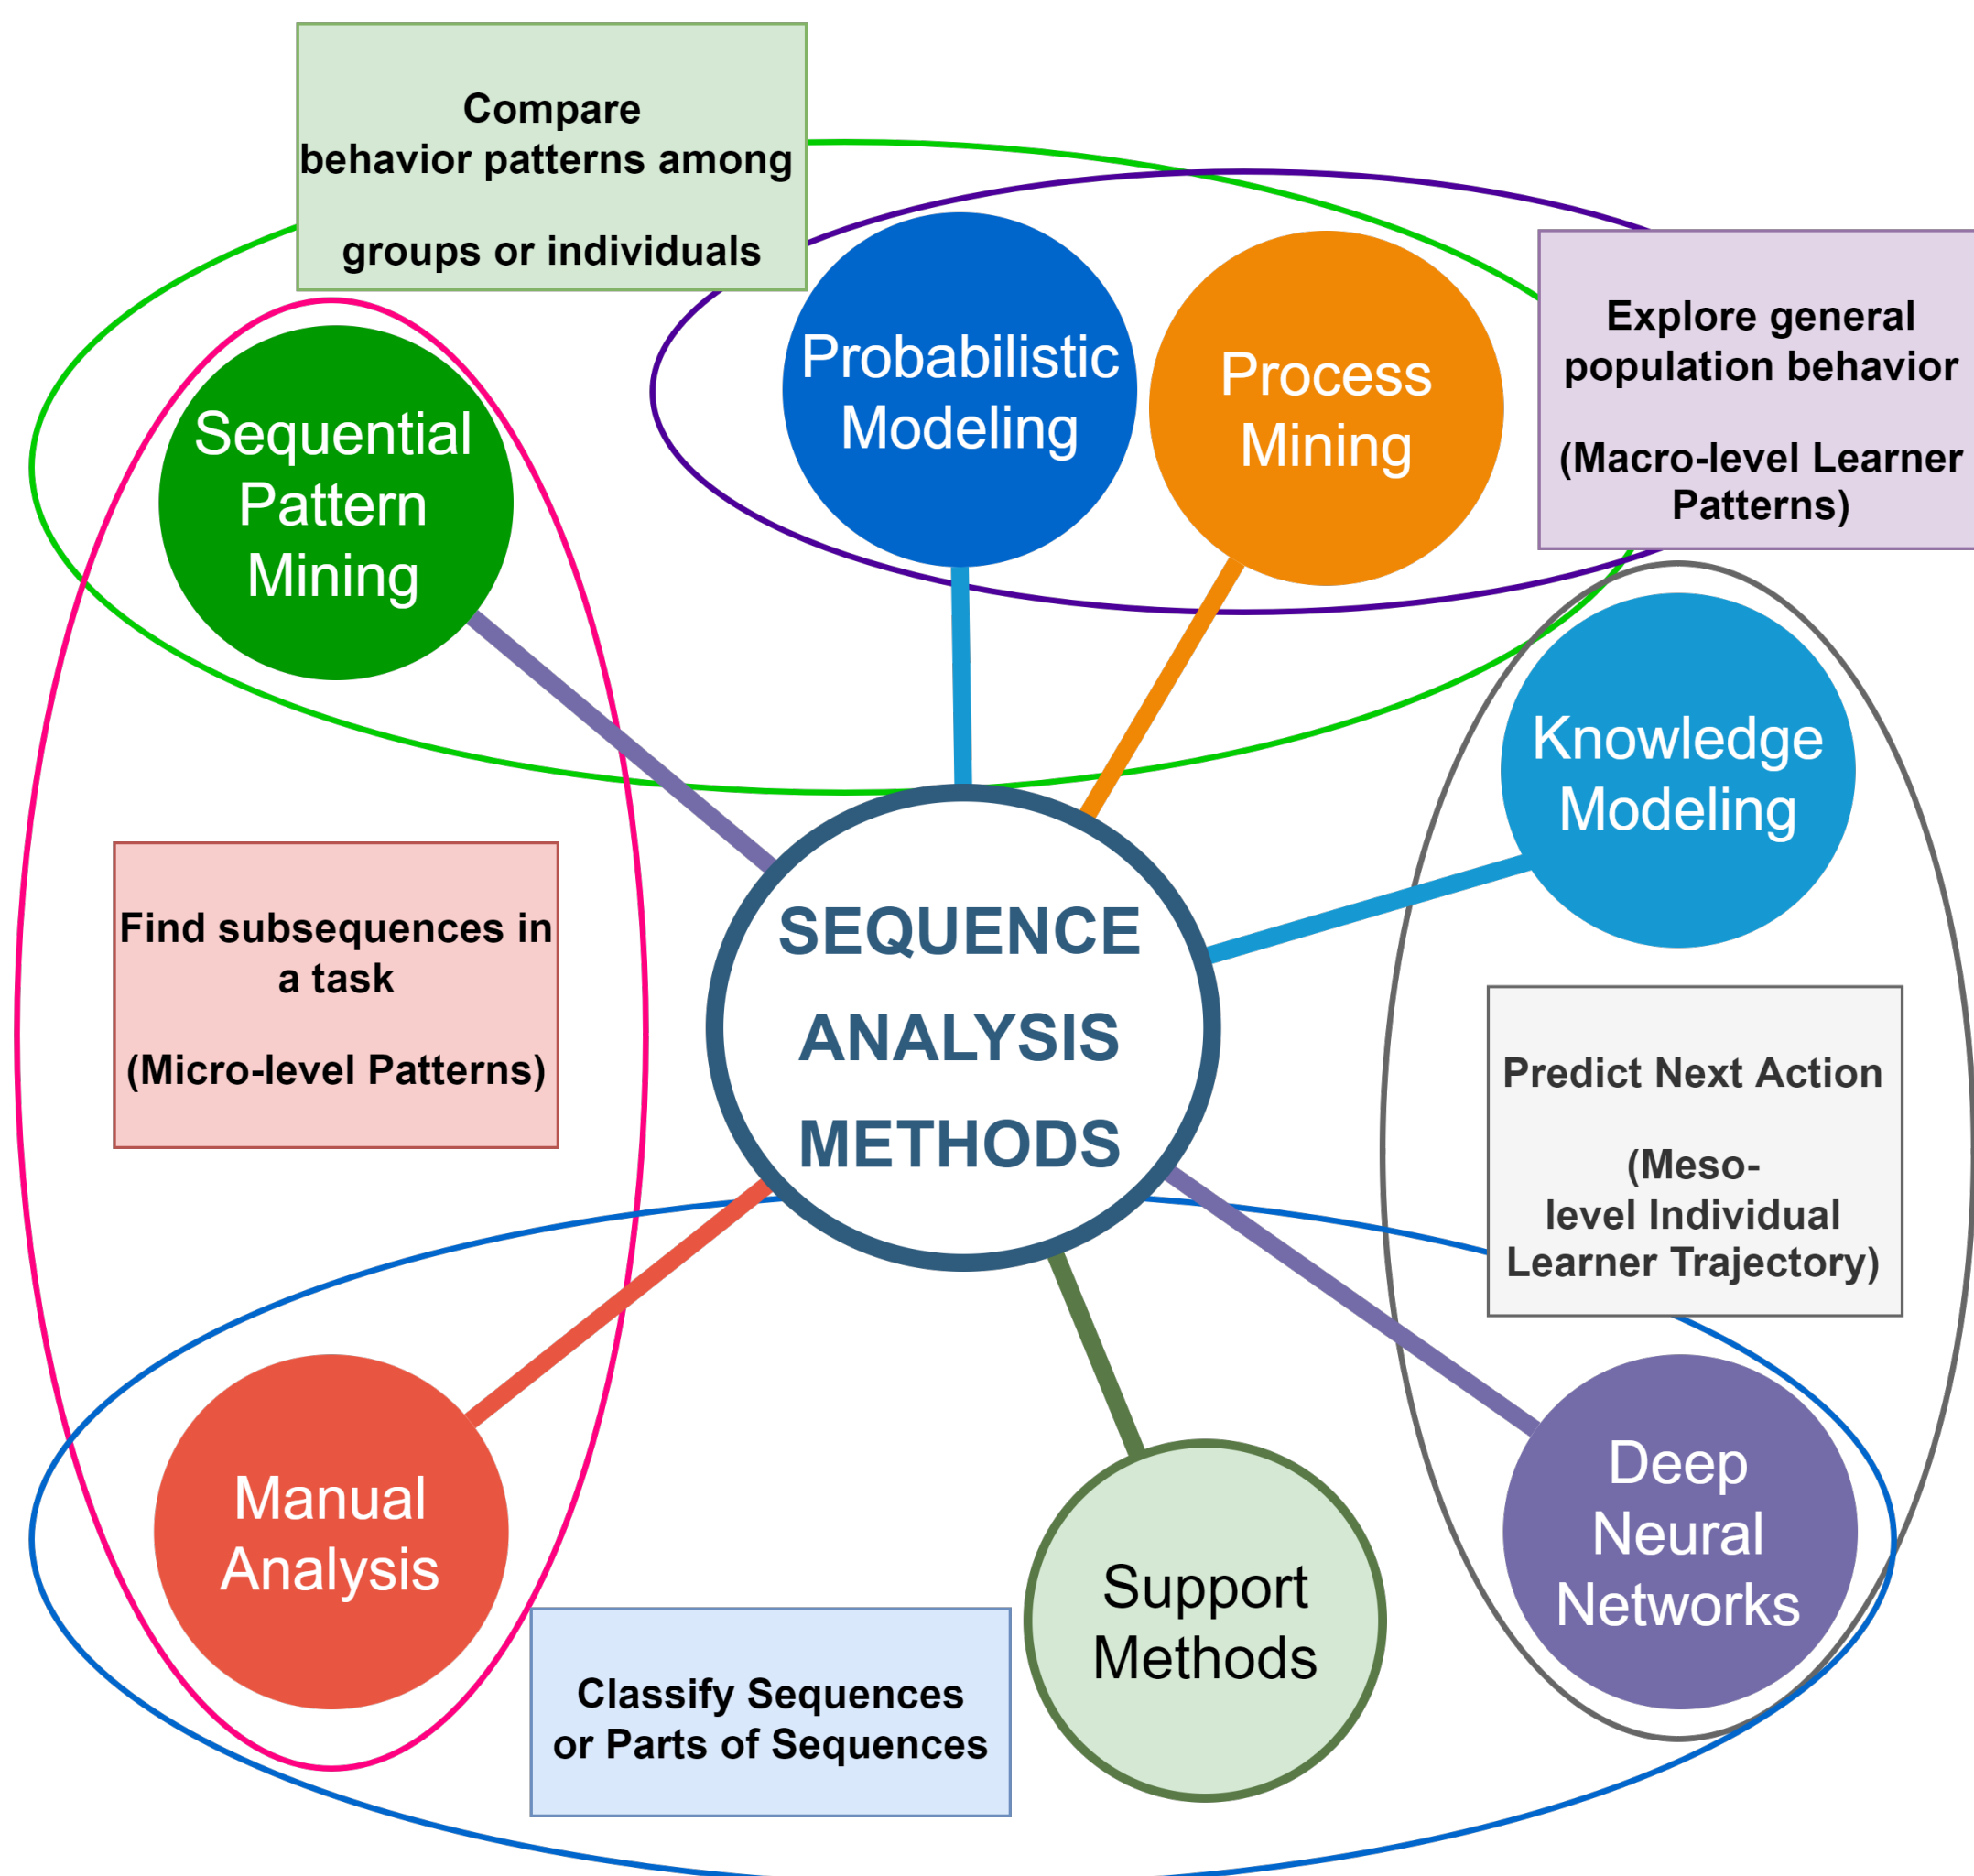 Compare
behavior patterns among
groups or individuals
Probabilistic
Modeling
Process
Mining
Explore general
population behavior
(Macro-level Learner
Patterns)
Sequential
Pattern
Mining
Knowledge
Modeling
Find subsequences in
a task
(Micro-level Patterns)
SEQUENCE
ANALYSIS
METHODS
Predict Next Action
(Meso-
level Individual
Learner Trajectory)
Manual
Analysis
Support
Methods
Deep
Neural
Networks
Classify Sequences
or Parts of Sequences